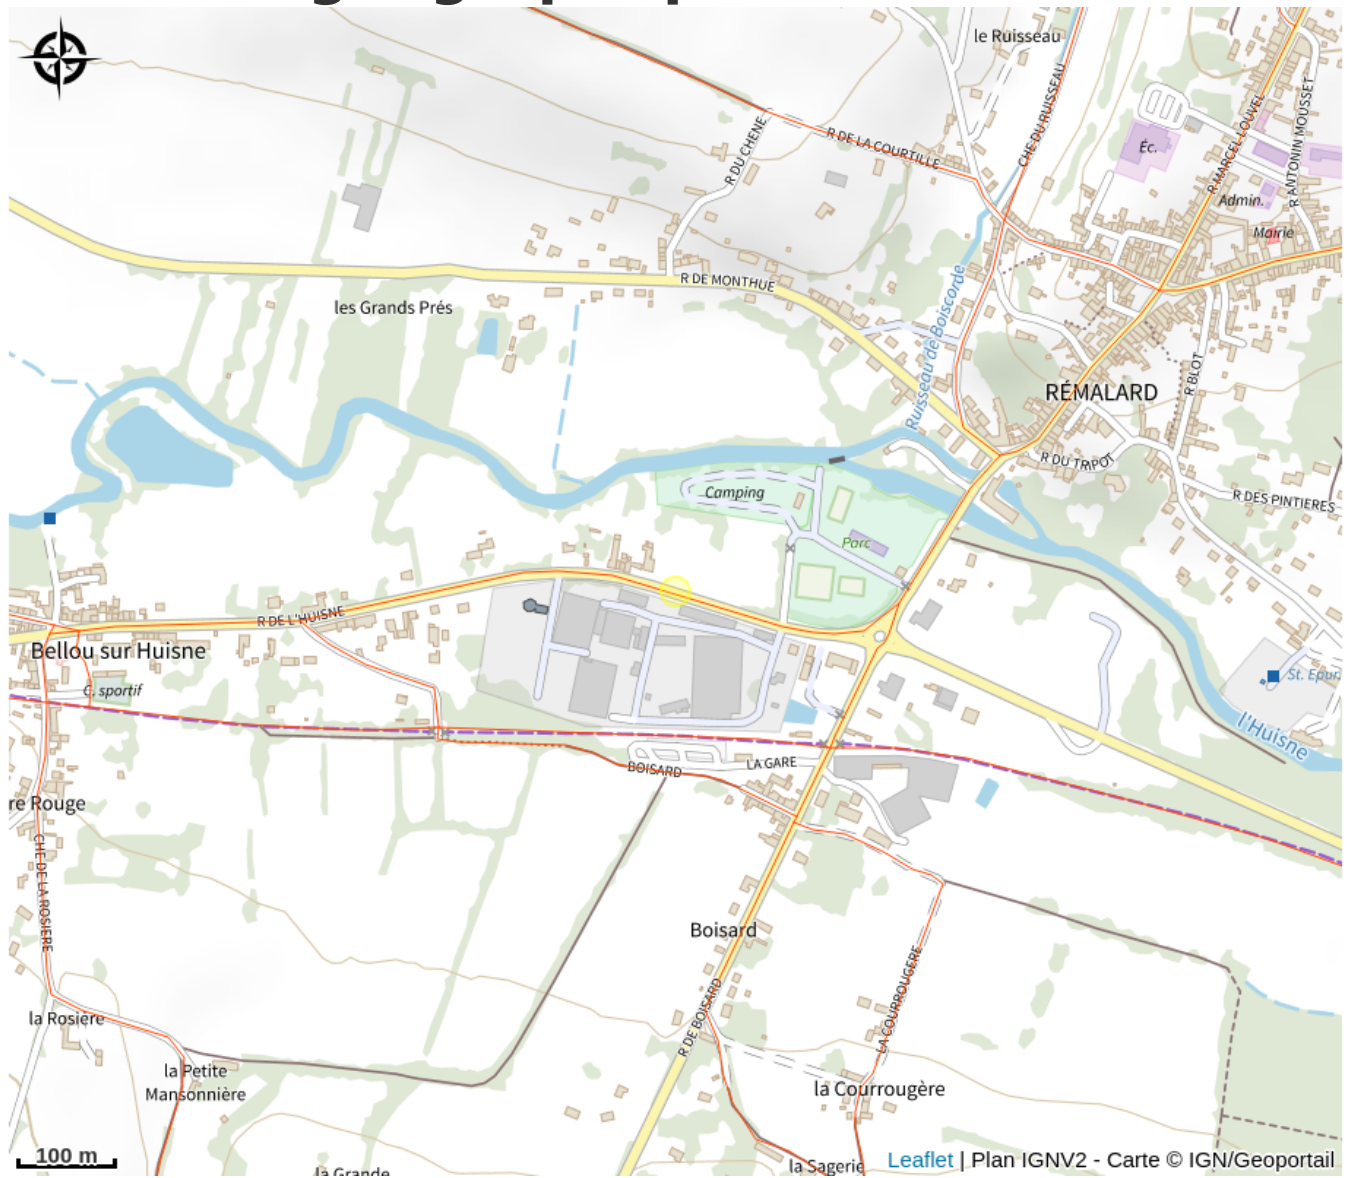 le Ruisseau
CHE DU RUISSEAU
R MARCEL LOUVEL
R ANTONIN MOUSSET
R DE LA COURTILLE
R DU CHENE
Éc.
Admin.
Mairie
R DE MONTHUE
les Grands Prés
Ruisseau de Boiscorde
RÉMALARD
R BLOT
R DU TRIPOT
R DES PINTIERES
Camping
Parc
R DE L'HUISNE
Bellou sur Huisne
C. sportif
St. Epur.
l'Huisne
LA GARE
BOISARD
re Rouge
CHE DE LA ROSIERE
Boisard
R DE BOISARD
LA COURROUGERE
la Rosière
la Petite
Mansonnière
la Courrougère
100 m
la Grande
la Sagerie
Leaflet | Plan IGNV2 - Carte © IGN/Geoportail